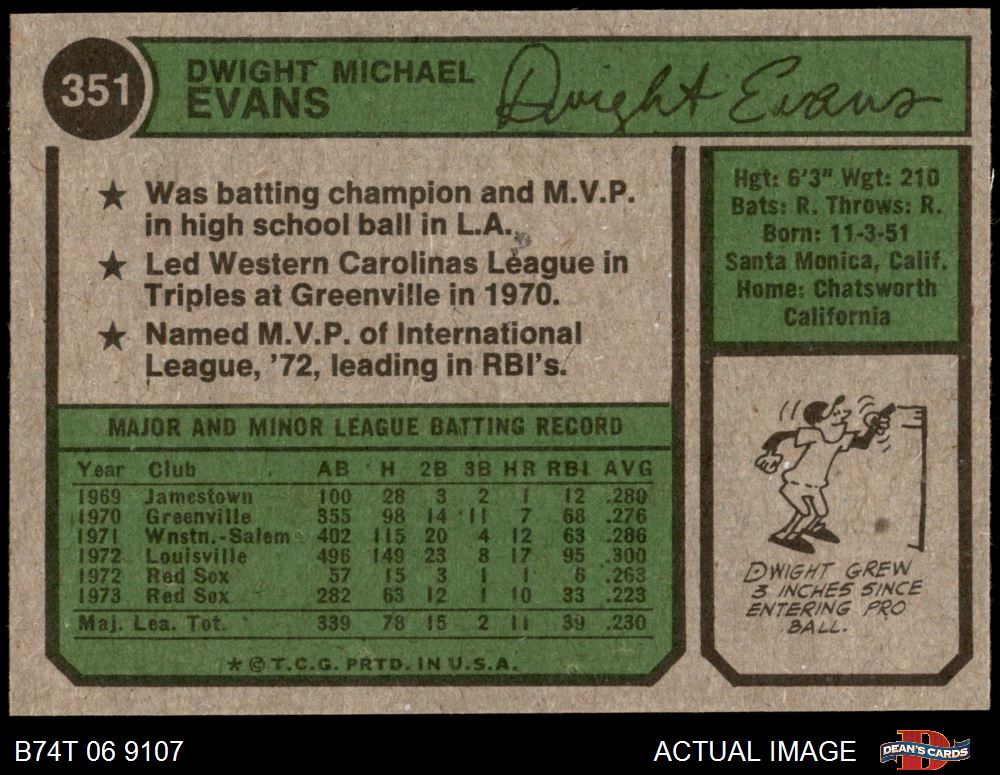 351
DWIGHT MICHAEL
EVANS
Dwight Evans
★ Was batting champion and M.V.P.
in high school ball in L.A.
★ Led Western Carolinas League in
Triples at Greenville in 1970.
★ Named M.V.P. of International
League, '72, leading in RBI's.
Hgt: 6'3" Wgt: 210
Bats: R. Throws: R.
Born: 11-3-51
Santa Monica, Calif.
Home: Chatsworth
California
MAJOR AND MINOR LEAGUE BATTING RECORD
Year Club AB H 2B 3B HR RBI AVG
1969 Jamestown 100 28 3 2 1 12 .280
1970 Greenville 355 98 14 11 7 68 .276
1971 Wnstn.-Salem 402 115 20 4 12 63 .286
1972 Louisville 496 149 23 8 17 95 .300
1972 Red Sox 57 15 3 1 1 6 .263
1973 Red Sox 282 63 12 1 10 33 .223
Maj. Lea. Tot. 339 78 15 2 11 39 .230
* © T.C.G. PRTD. IN U.S.A.
DWIGHT GREW
3 INCHES SINCE
ENTERING PRO
BALL.
B74T 06 9107
ACTUAL IMAGE
DEAN'S CARDS